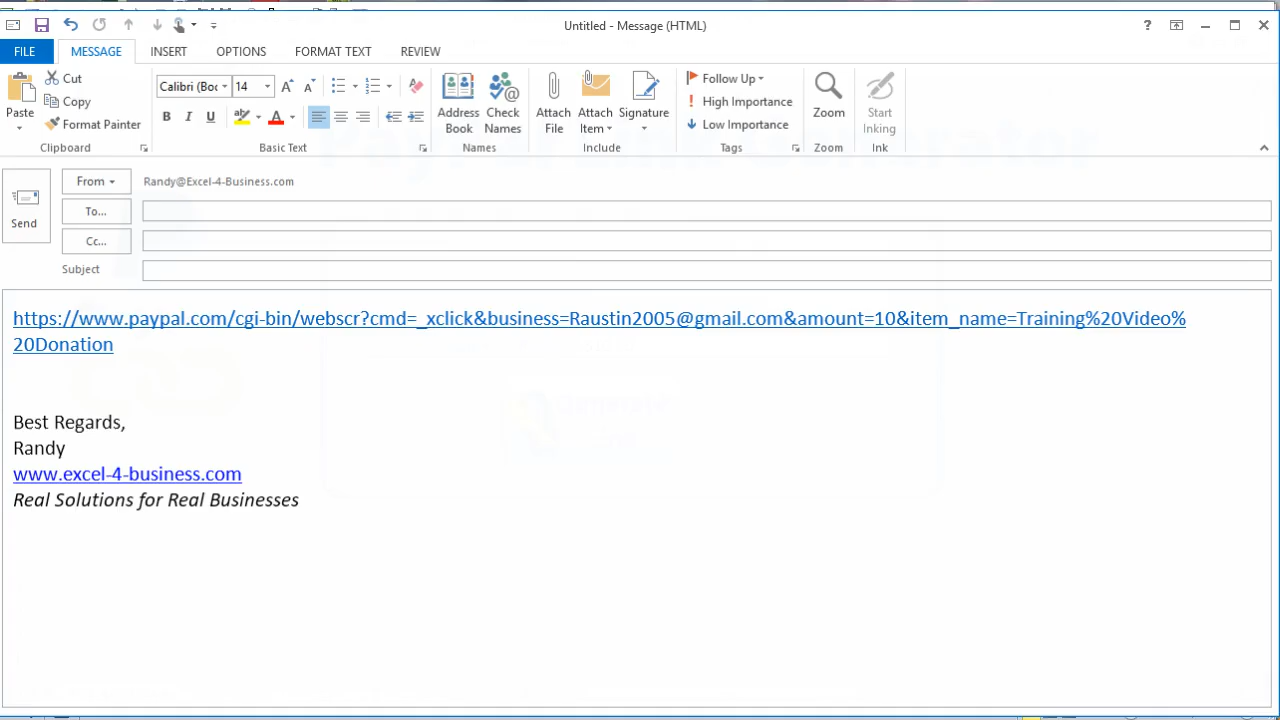 Untitled - Message (HTML)
?
FILE MESSAGE INSERT OPTIONS FORMAT TEXT REVIEW
Paste
Cut
Copy
Format Painter
Clipboard
Calibri (Boc 14
B I U
Basic Text
Address Book
Check Names
Names
Attach File
Attach Item
Signature
Include
Follow Up
High Importance
Low Importance
Tags
Zoom
Zoom
Start Inking
Ink
Send
From Randy@Excel-4-Business.com
To...
Cc...
Subject
https://www.paypal.com/cgi-bin/webscr?cmd=_xclick&business=Raustin2005@gmail.com&amount=10&item_name=Training%20Video%
20Donation
Best Regards,
Randy
www.excel-4-business.com
Real Solutions for Real Businesses